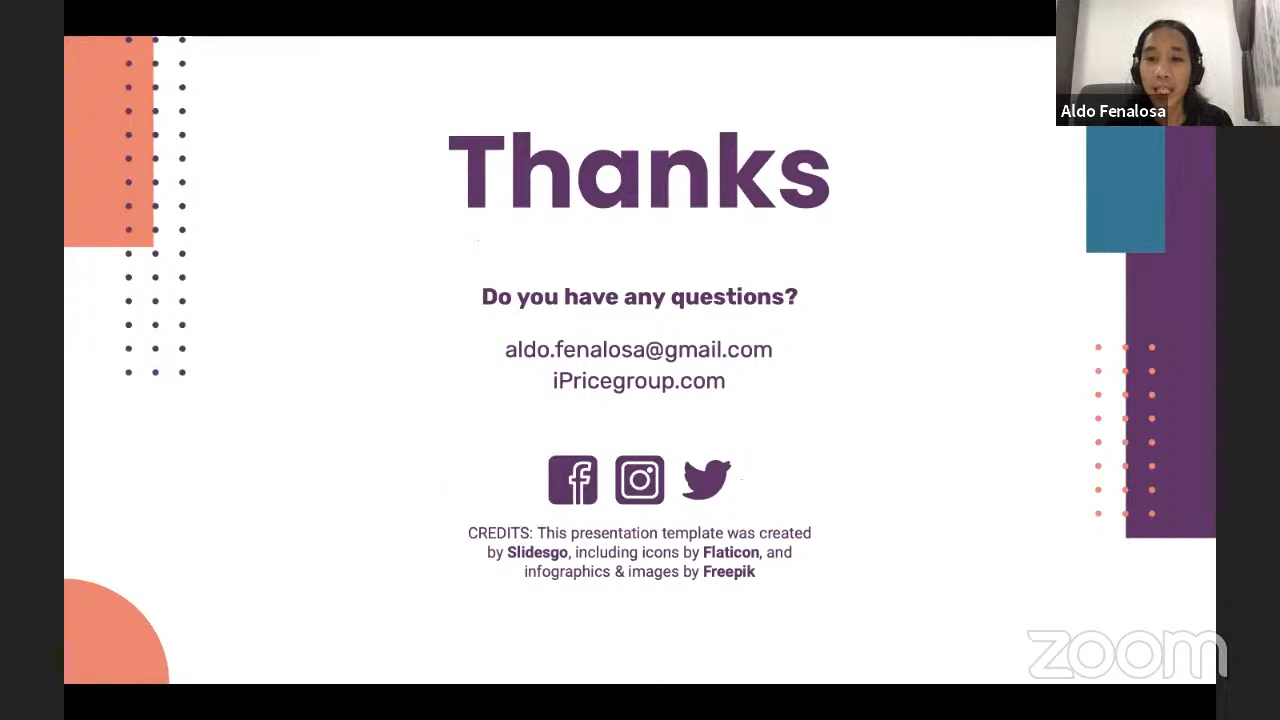 Aldo Fenalosa
Thanks
Do you have any questions?
aldo.fenalosa@gmail.com
iPricegroup.com
CREDITS: This presentation template was created
by Slidesgo, including icons by Flaticon, and
infographics & images by Freepik
zoom